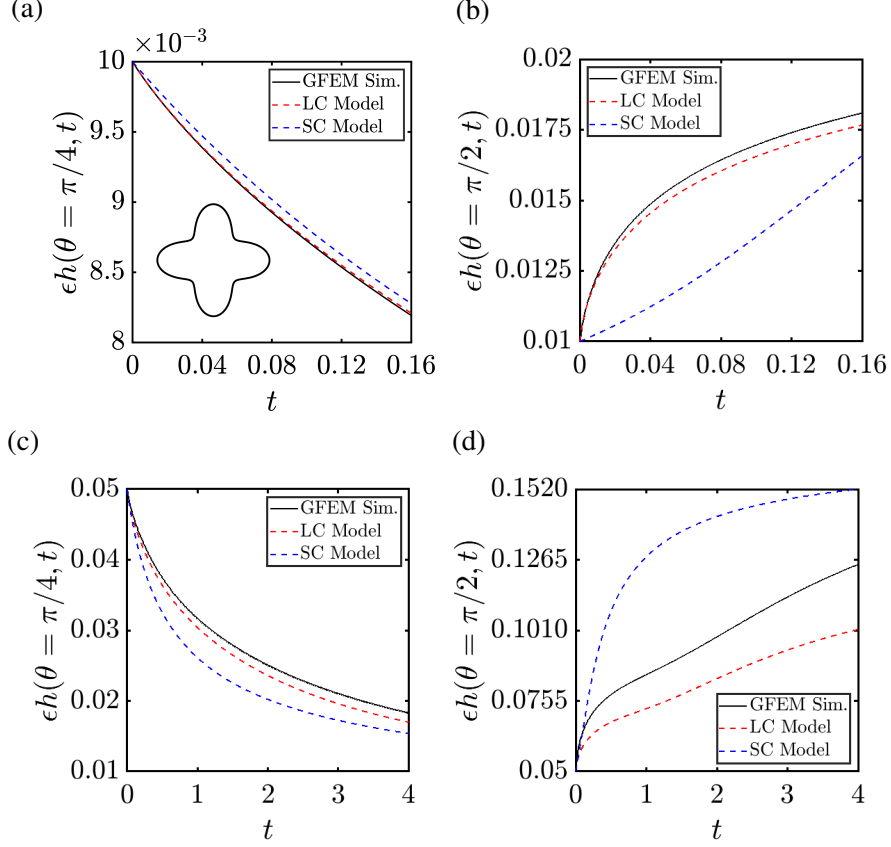 (a)
×10−3
10
9.5
9
8.5
8
ϵh(θ = π/4, t)
GFEM Sim.
LC Model
SC Model
0 0.04 0.08 0.12 0.16
t
(b)
0.02
0.0175
0.015
0.0125
0.01
ϵh(θ = π/2, t)
GFEM Sim.
LC Model
SC Model
0.04 0.08 0.12 0.16
t
(c)
0.05
0.04
0.03
0.02
0.01
ϵh(θ = π/4, t)
GFEM Sim.
LC Model
SC Model
0 1 2 3 4
t
(d)
0.1520
0.1265
0.1010
0.0755
0.05
ϵh(θ = π/2, t)
GFEM Sim.
LC Model
SC Model
0 1 2 3 4
t